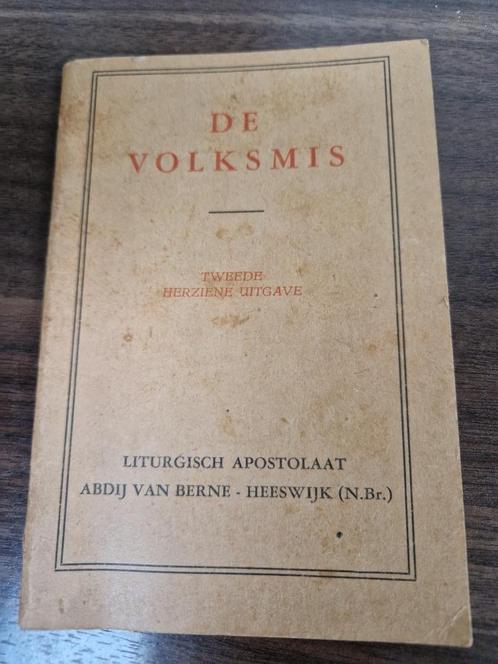 DE
VOLKSMIS
TWEEDE
HERZIENE UITGAVE
LITURGISCH APOSTOLAAT
ABDIJ VAN BERNE - HEESWIJK (N.Br.)